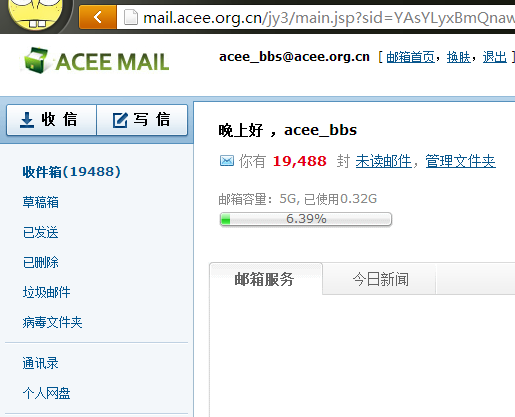 mail.acee.org.cn/jy3/main.jsp?sid=YAsYLyxBmQnaw
ACEE MAIL
acee_bbs@acee.org.cn [ 邮箱首页, 换肤, 退出 ]
收 信 写 信
晚上好 ，acee_bbs
你有 19,488 封 未读邮件, 管理文件夹
收件箱(19488)
草稿箱
邮箱容量: 5G, 已使用0.32G
6.39%
已发送
已删除
邮箱服务 今日新闻
垃圾邮件
病毒文件夹
通讯录
个人网盘